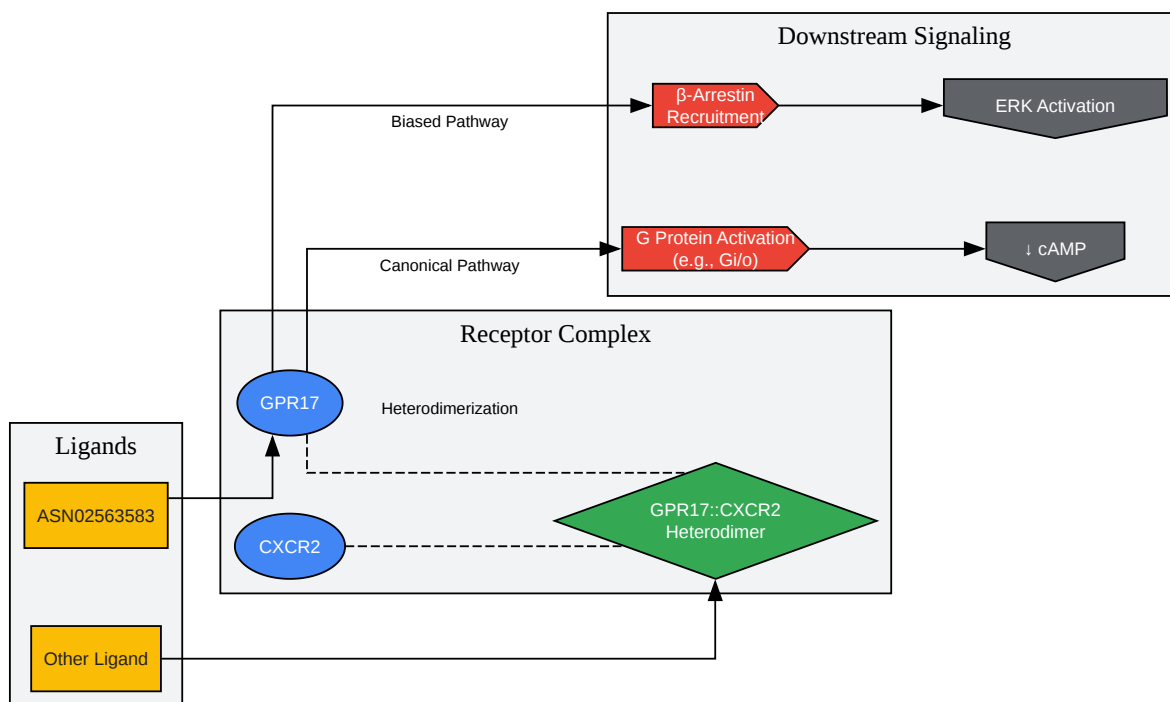 Downstream Signaling
β-Arrestin
Recruitment
ERK Activation
Biased Pathway
G Protein Activation
(e.g., Gi/o)
↓ cAMP
Canonical Pathway
Receptor Complex
GPR17
Heterodimerization
Ligands
ASN02563583
GPR17::CXCR2
Heterodimer
CXCR2
Other Ligand